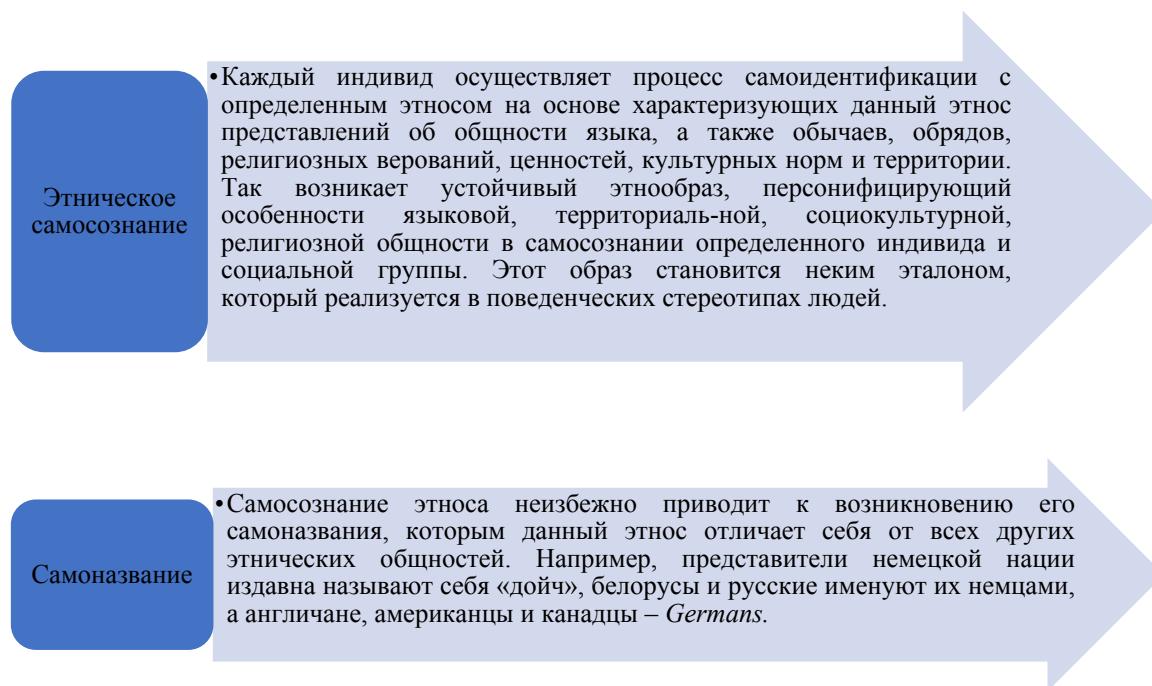 Этническое
самосознание
•Каждый индивид осуществляет процесс самоидентификации с
определенным этносом на основе характеризующих данный этнос
представлений об общности языка, а также обычаев, обрядов,
религиозных верований, ценностей, культурных норм и территории.
Так возникает устойчивый этнообраз, персонифицирующий
особенности языковой, территориаль-ной, социокультурной,
религиозной общности в самосознании определенного индивида и
социальной группы. Этот образ становится неким эталоном,
который реализуется в поведенческих стереотипах людей.
Самоназвание
•Самосознание этноса неизбежно приводит к возникновению его
самоназвания, которым данный этнос отличает себя от всех других
этнических общностей. Например, представители немецкой нации
издавна называют себя «дойч», белорусы и русские именуют их немцами,
а англичане, американцы и канадцы – Germans.